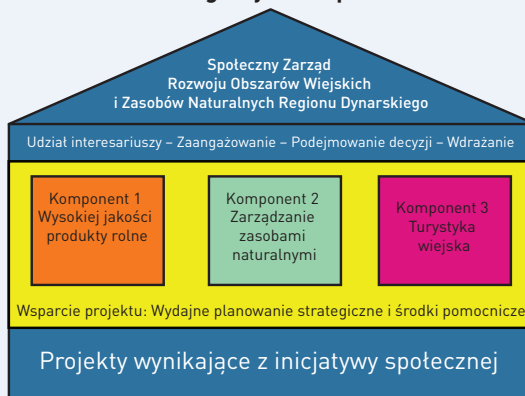 Społeczny Zarząd
Rozwoju Obszarów Wiejskich
i Zasobów Naturalnych Regionu Dynarskiego
Udział interesariuszy – Zaangażowanie – Podejmowanie decyzji – Wdrażanie
Komponent 1
Wysokiej jakości
produkty rolne
Komponent 2
Zarządzanie
zasobami
naturalnymi
Komponent 3
Turystyka
wiejska
Wsparcie projektu: Wydajne planowanie strategiczne i środki pomocnicze
Projekty wynikające z inicjatywy społecznej